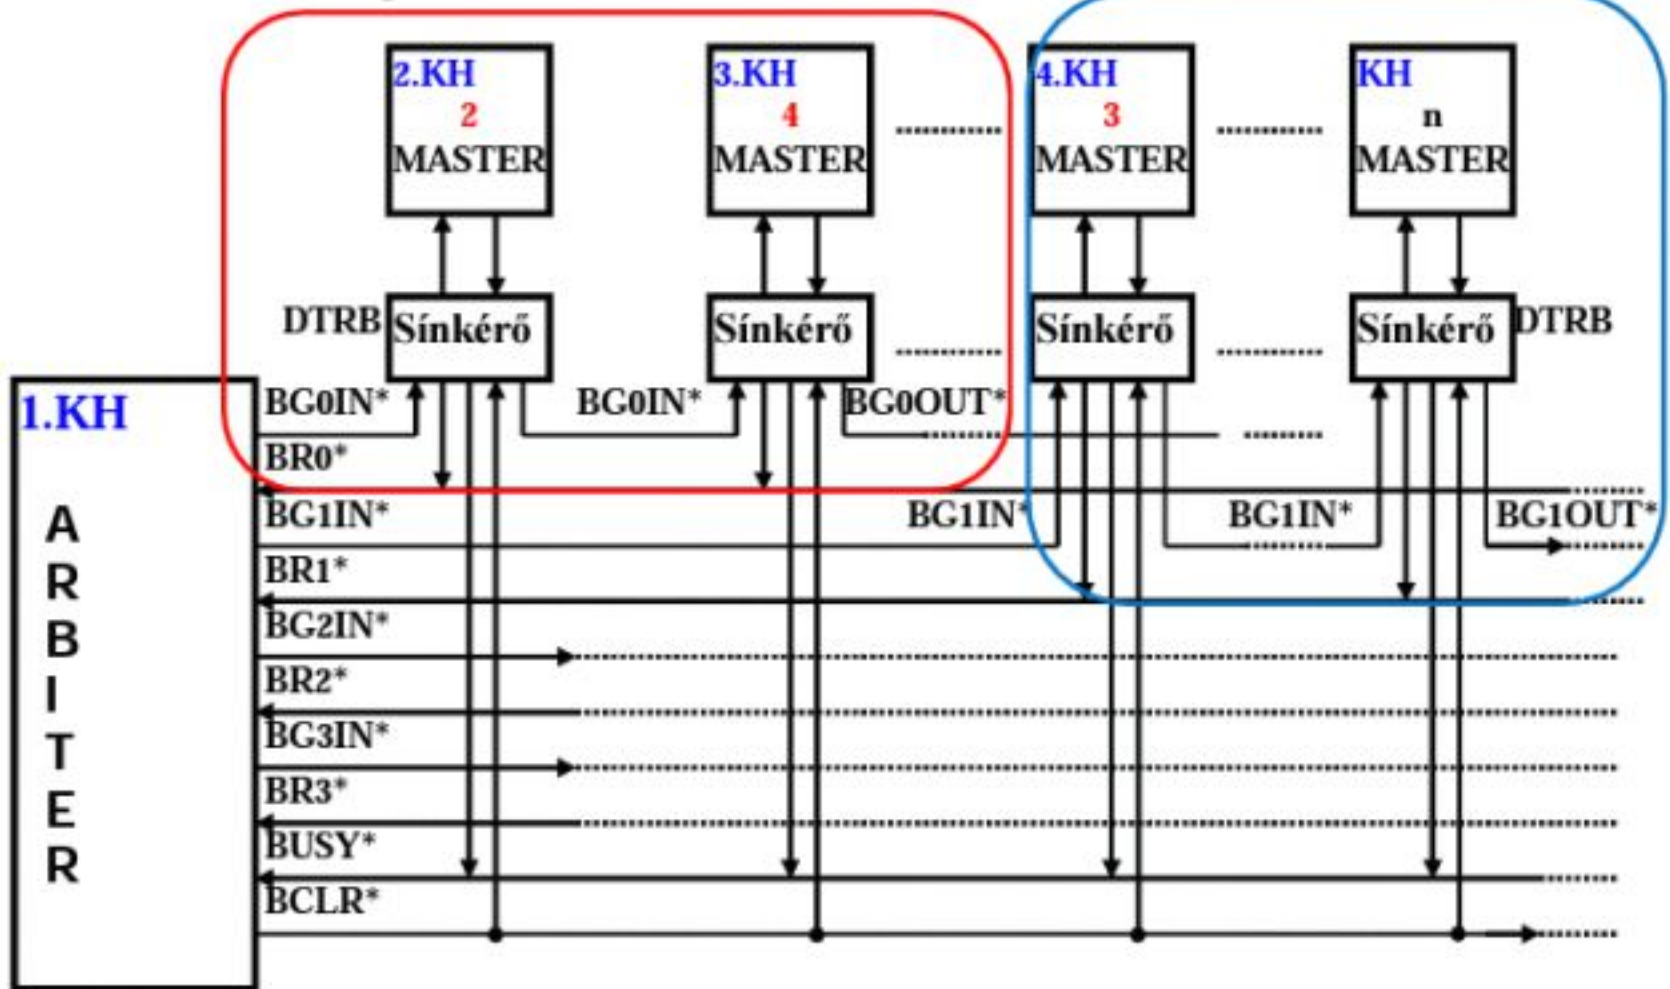 2.KH
2
MASTER
3.KH
4
MASTER
4.KH
3
MASTER
KH
n
MASTER
DTRB
Sínkérő
Sínkérő
Sínkérő
Sínkérő
DTRB
1.KH
A
R
B
I
T
E
R
BG0IN*
BG0IN*
BG0OUT*
BR0*
BG1IN*
BG1IN*
BG1IN*
BG1OUT*
BR1*
BG2IN*
BR2*
BG3IN*
BR3*
BUSY*
BCLR*